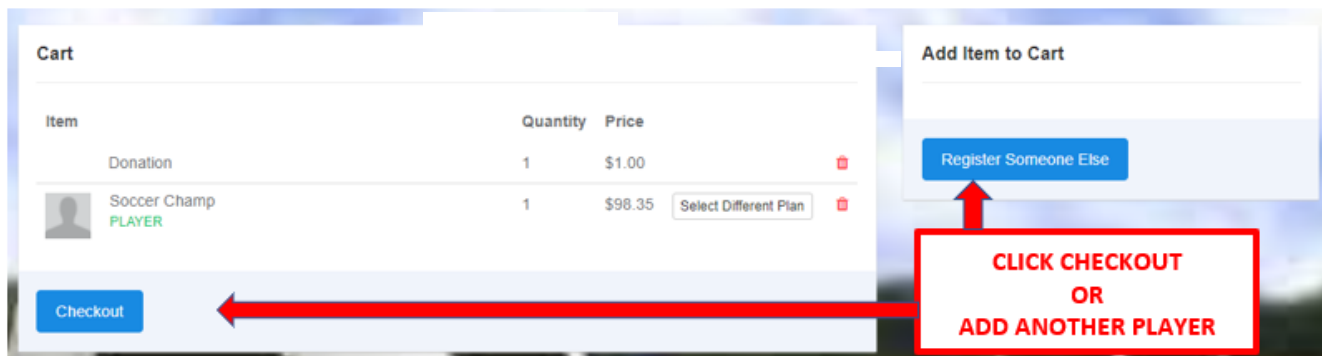 Cart
Item Quantity Price
Donation 1 $1.00
Soccer Champ 1 $98.35 Select Different Plan
PLAYER
Checkout
Add Item to Cart
Register Someone Else
CLICK CHECKOUT
OR
ADD ANOTHER PLAYER